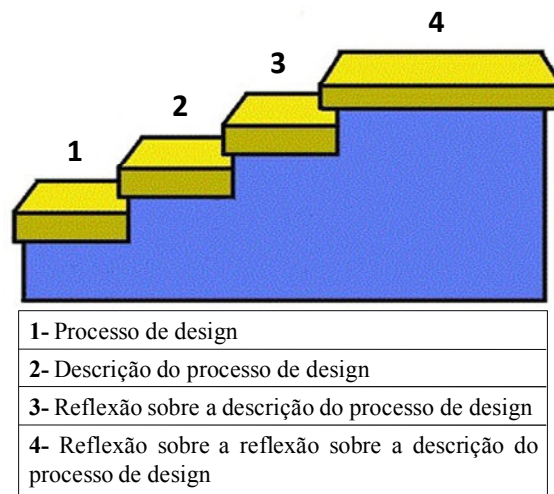 4
3
2
1
1- Processo de design
2- Descrição do processo de design
3- Reflexão sobre a descrição do processo de design
4- Reflexão sobre a reflexão sobre a descrição do
processo de design